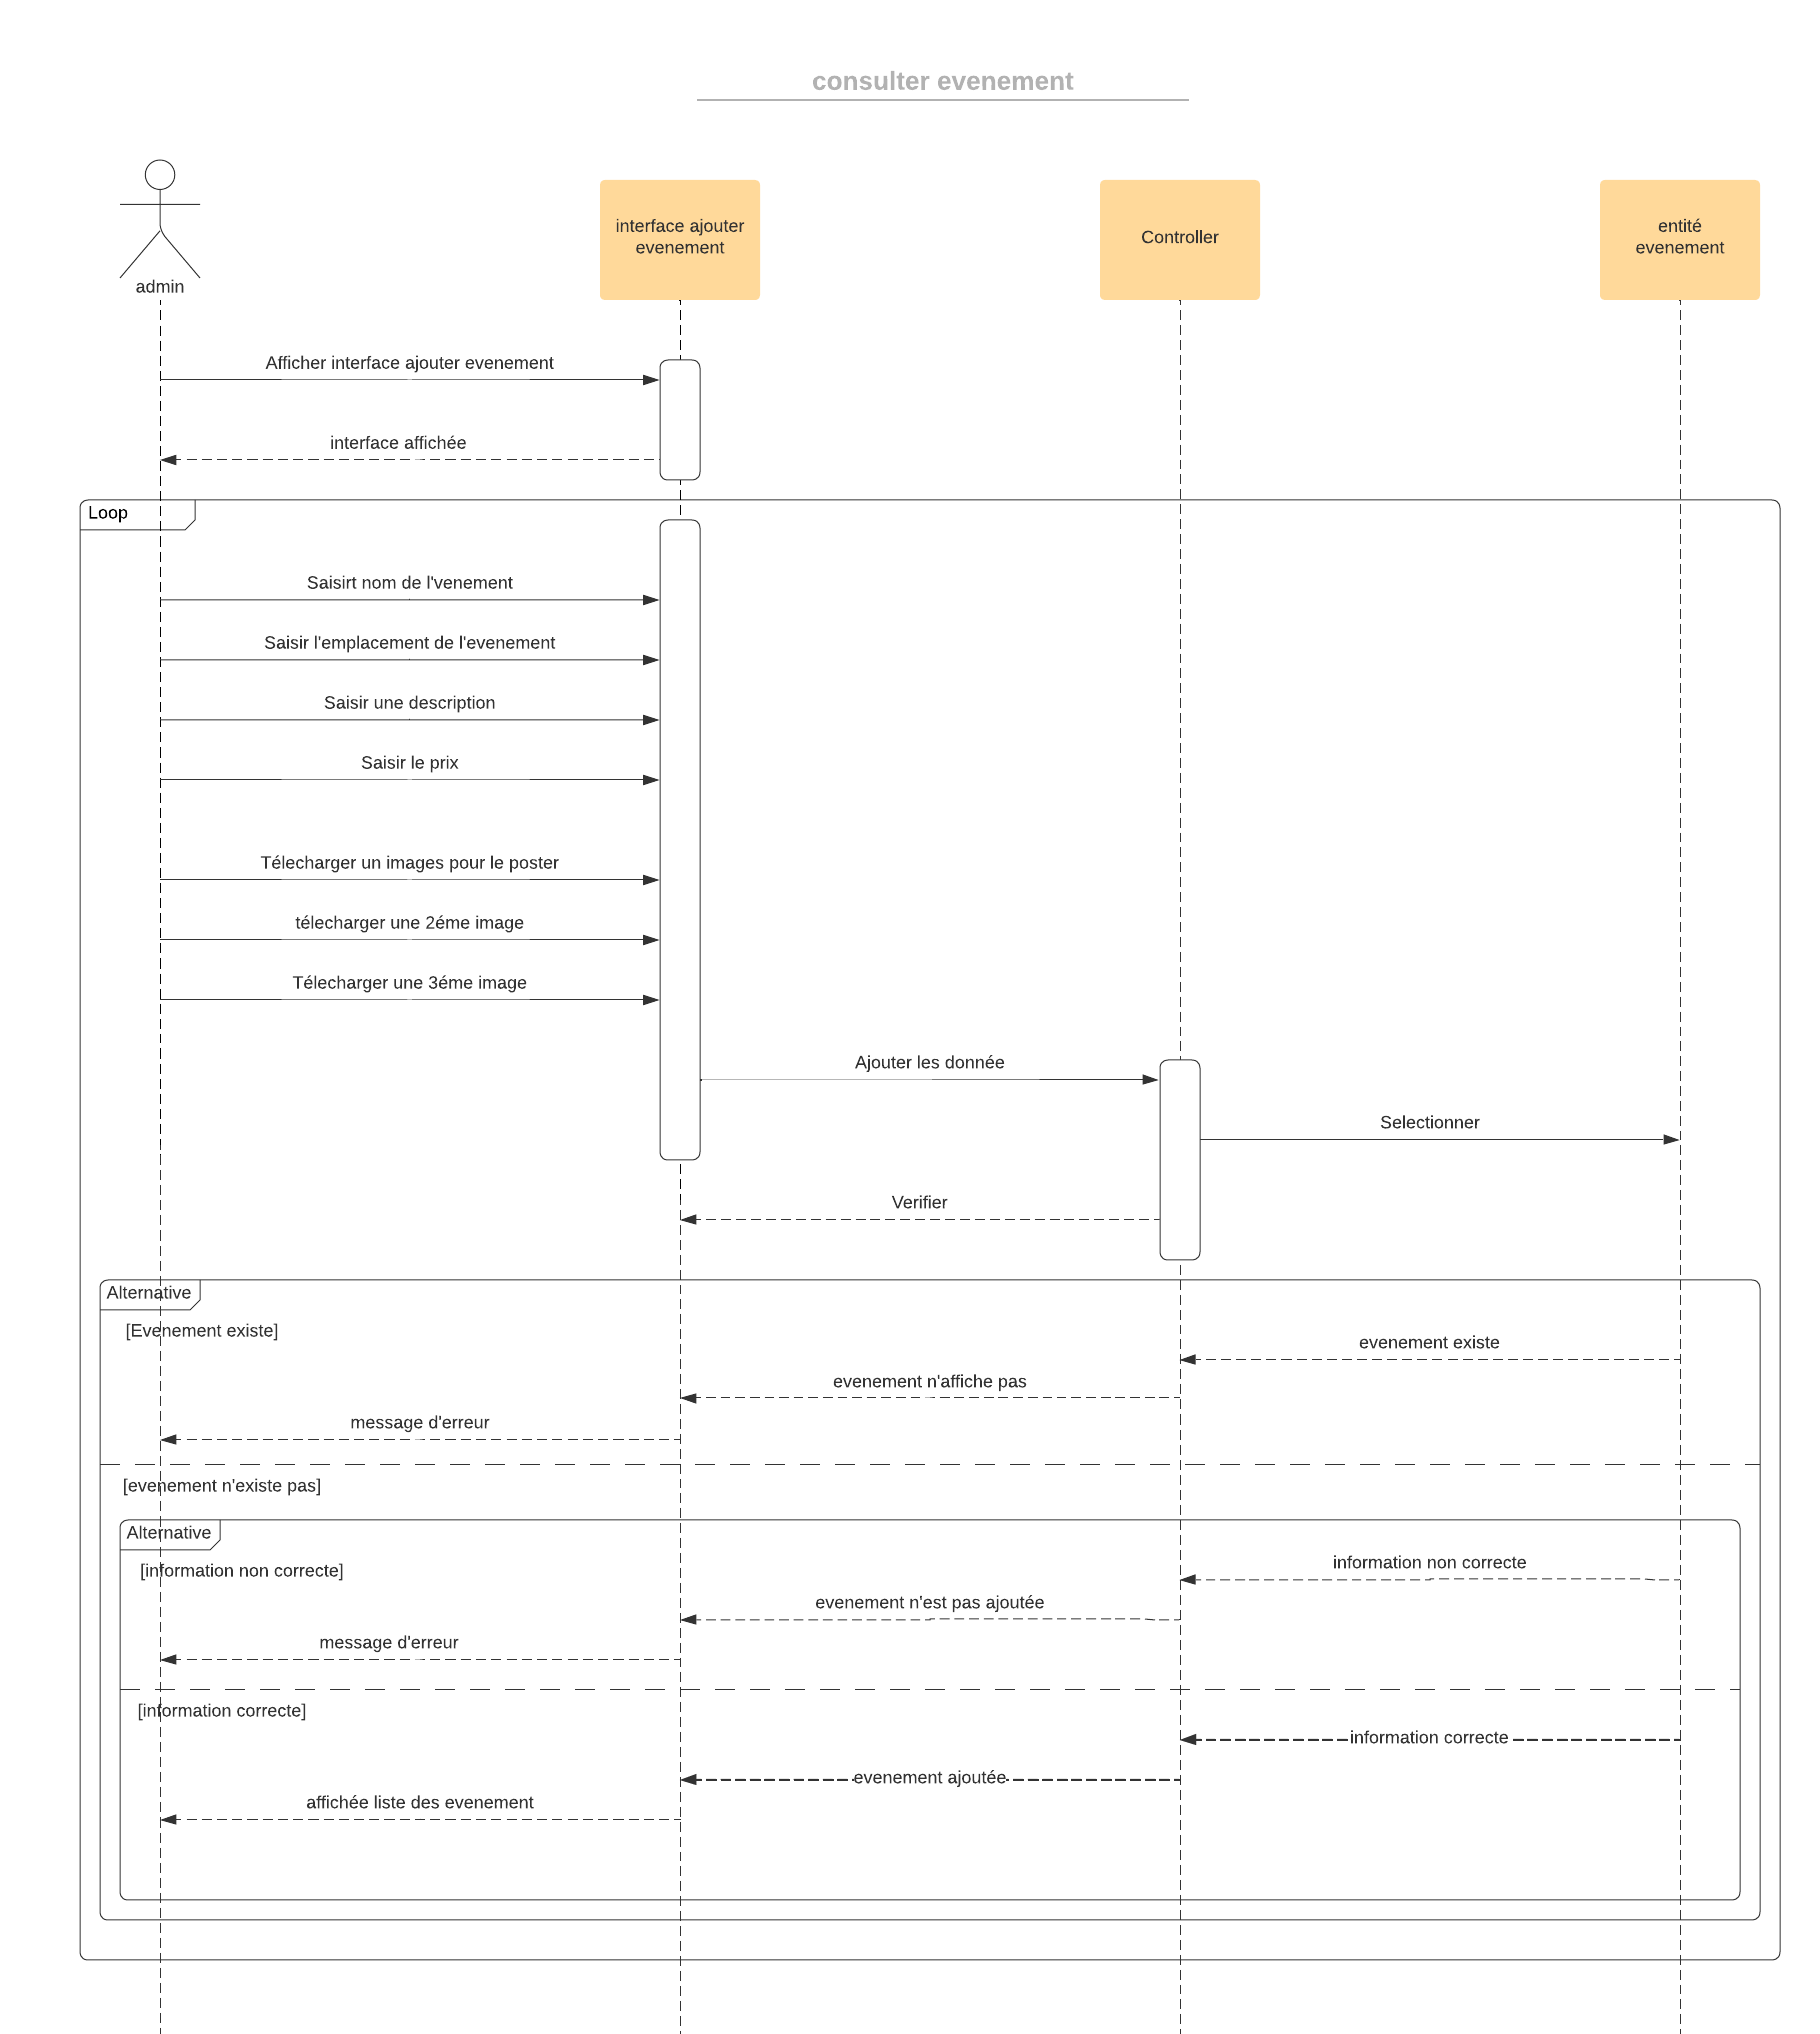 consulter evenement
admin
interface ajouter
evenement
Controller
entité
evenement
Afficher interface ajouter evenement
interface affichée
Loop
Saisirt nom de l'venement
Saisir l'emplacement de l'evenement
Saisir une description
Saisir le prix
Télecharger un images pour le poster
télecharger une 2éme image
Télecharger une 3éme image
Ajouter les donnée
Selectionner
Verifier
Alternative
[Evenement existe]
evenement existe
evenement n'affiche pas
message d'erreur
[evenement n'existe pas]
Alternative
[information non correcte]
information non correcte
evenement n'est pas ajoutée
message d'erreur
[information correcte]
information correcte
evenement ajoutée
affichée liste des evenement